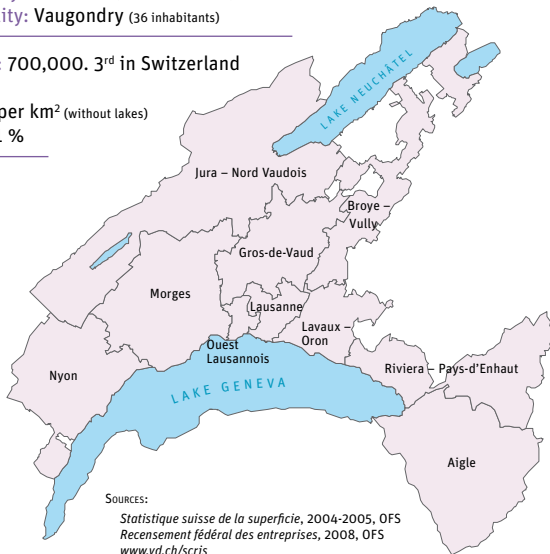 ity: Vaugondry (36 inhabitants)
: 700,000. 3rd in Switzerland
per km² (without lakes)
%
LAKE NEUCHÂTEL
Jura – Nord Vaudois
Broye –
Vully
Gros-de-Vaud
Morges
Lausanne
Lavaux –
Oron
Ouest
Lausannois
Riviera – Pays-d'Enhaut
Nyon
LAKE GENEVA
Aigle
SOURCES:
Statistique suisse de la superficie, 2004-2005, OFS
Recensement fédéral des entreprises, 2008, OFS
www.vd.ch/scris